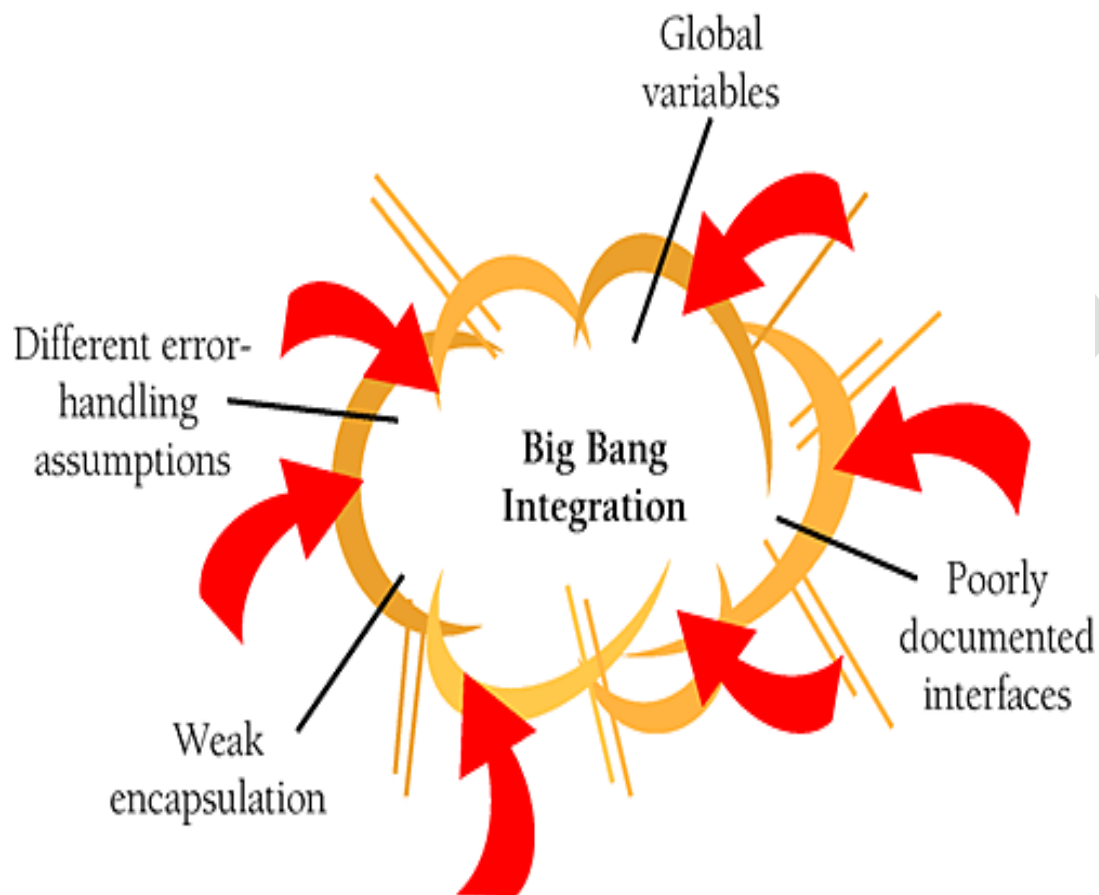 Global
variables
Different error-
handling
assumptions
Big Bang
Integration
Poorly
documented
interfaces
Weak
encapsulation